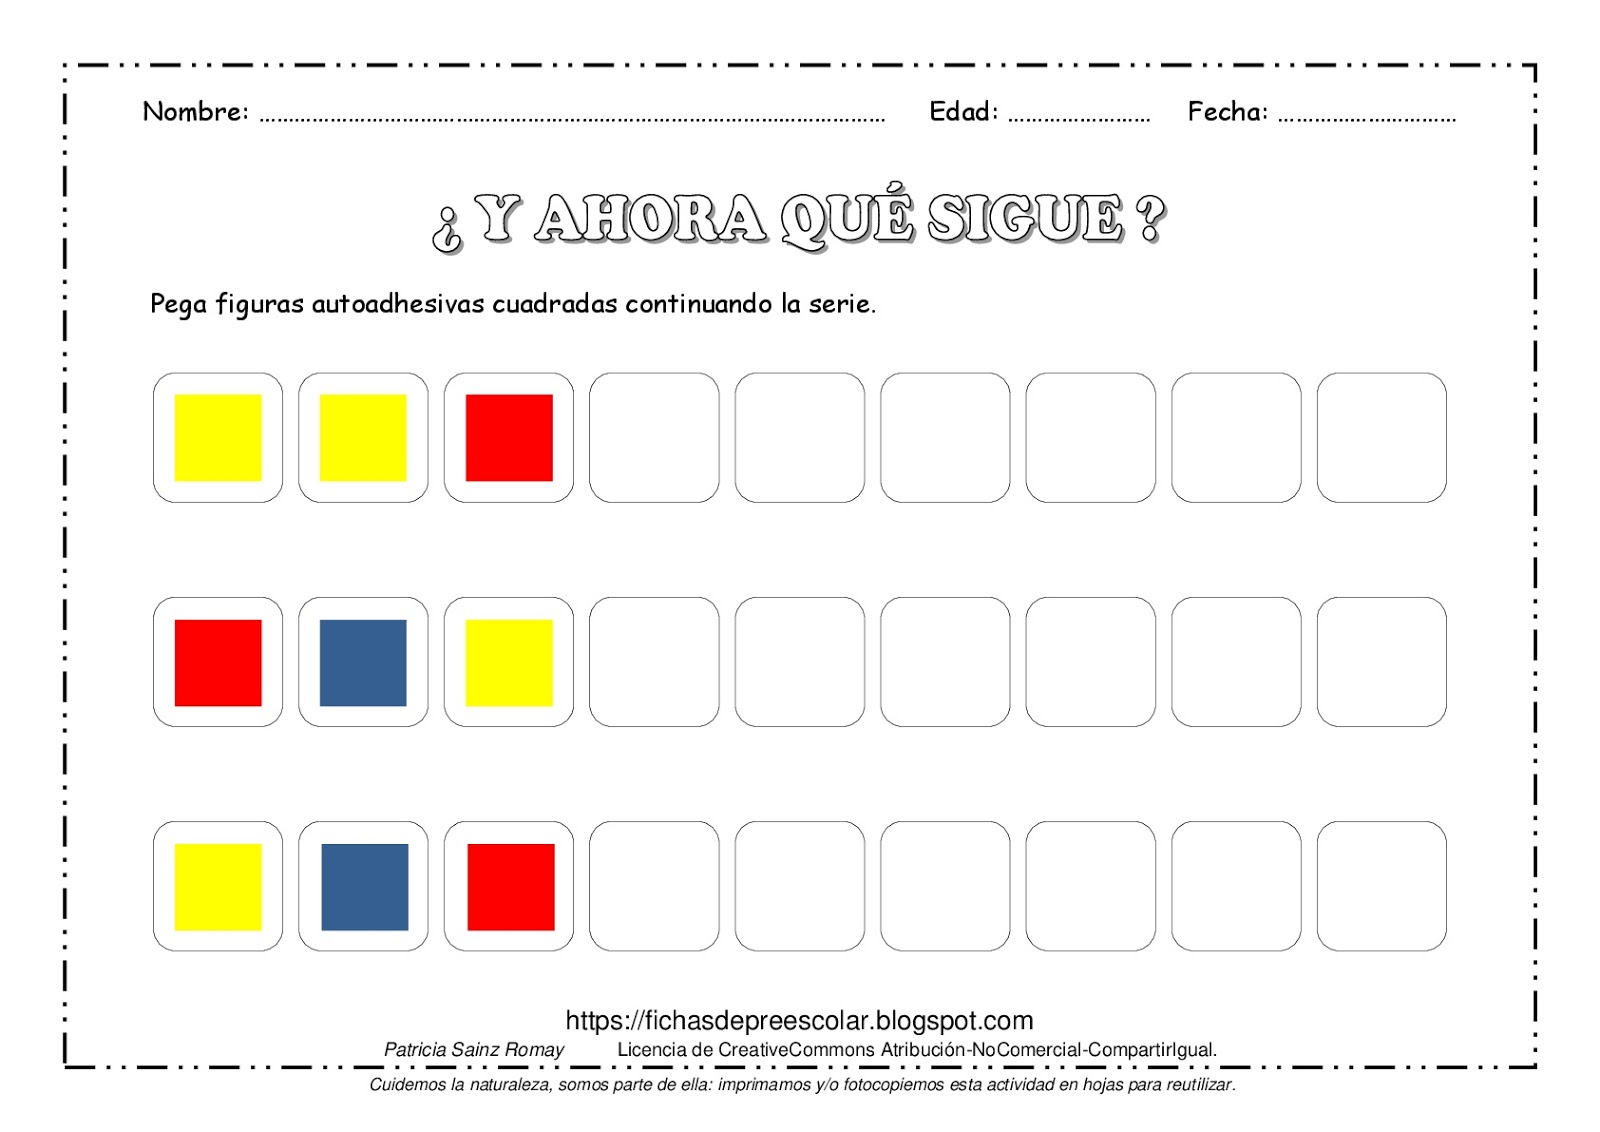 Nombre: ........................................................................................................ Edad: ........................ Fecha: ..............................
¿Y AHORA QUÉ SIGUE?
Pega figuras autoadhesivas cuadradas continuando la serie.
https://fichasdepreescolar.blogspot.com
Patricia Sainz Romay Licencia de CreativeCommons Atribución-NoComercial-CompartirIgual.
Cuidemos la naturaleza, somos parte de ella: imprimamos y/o fotocopiemos esta actividad en hojas para reutilizar.